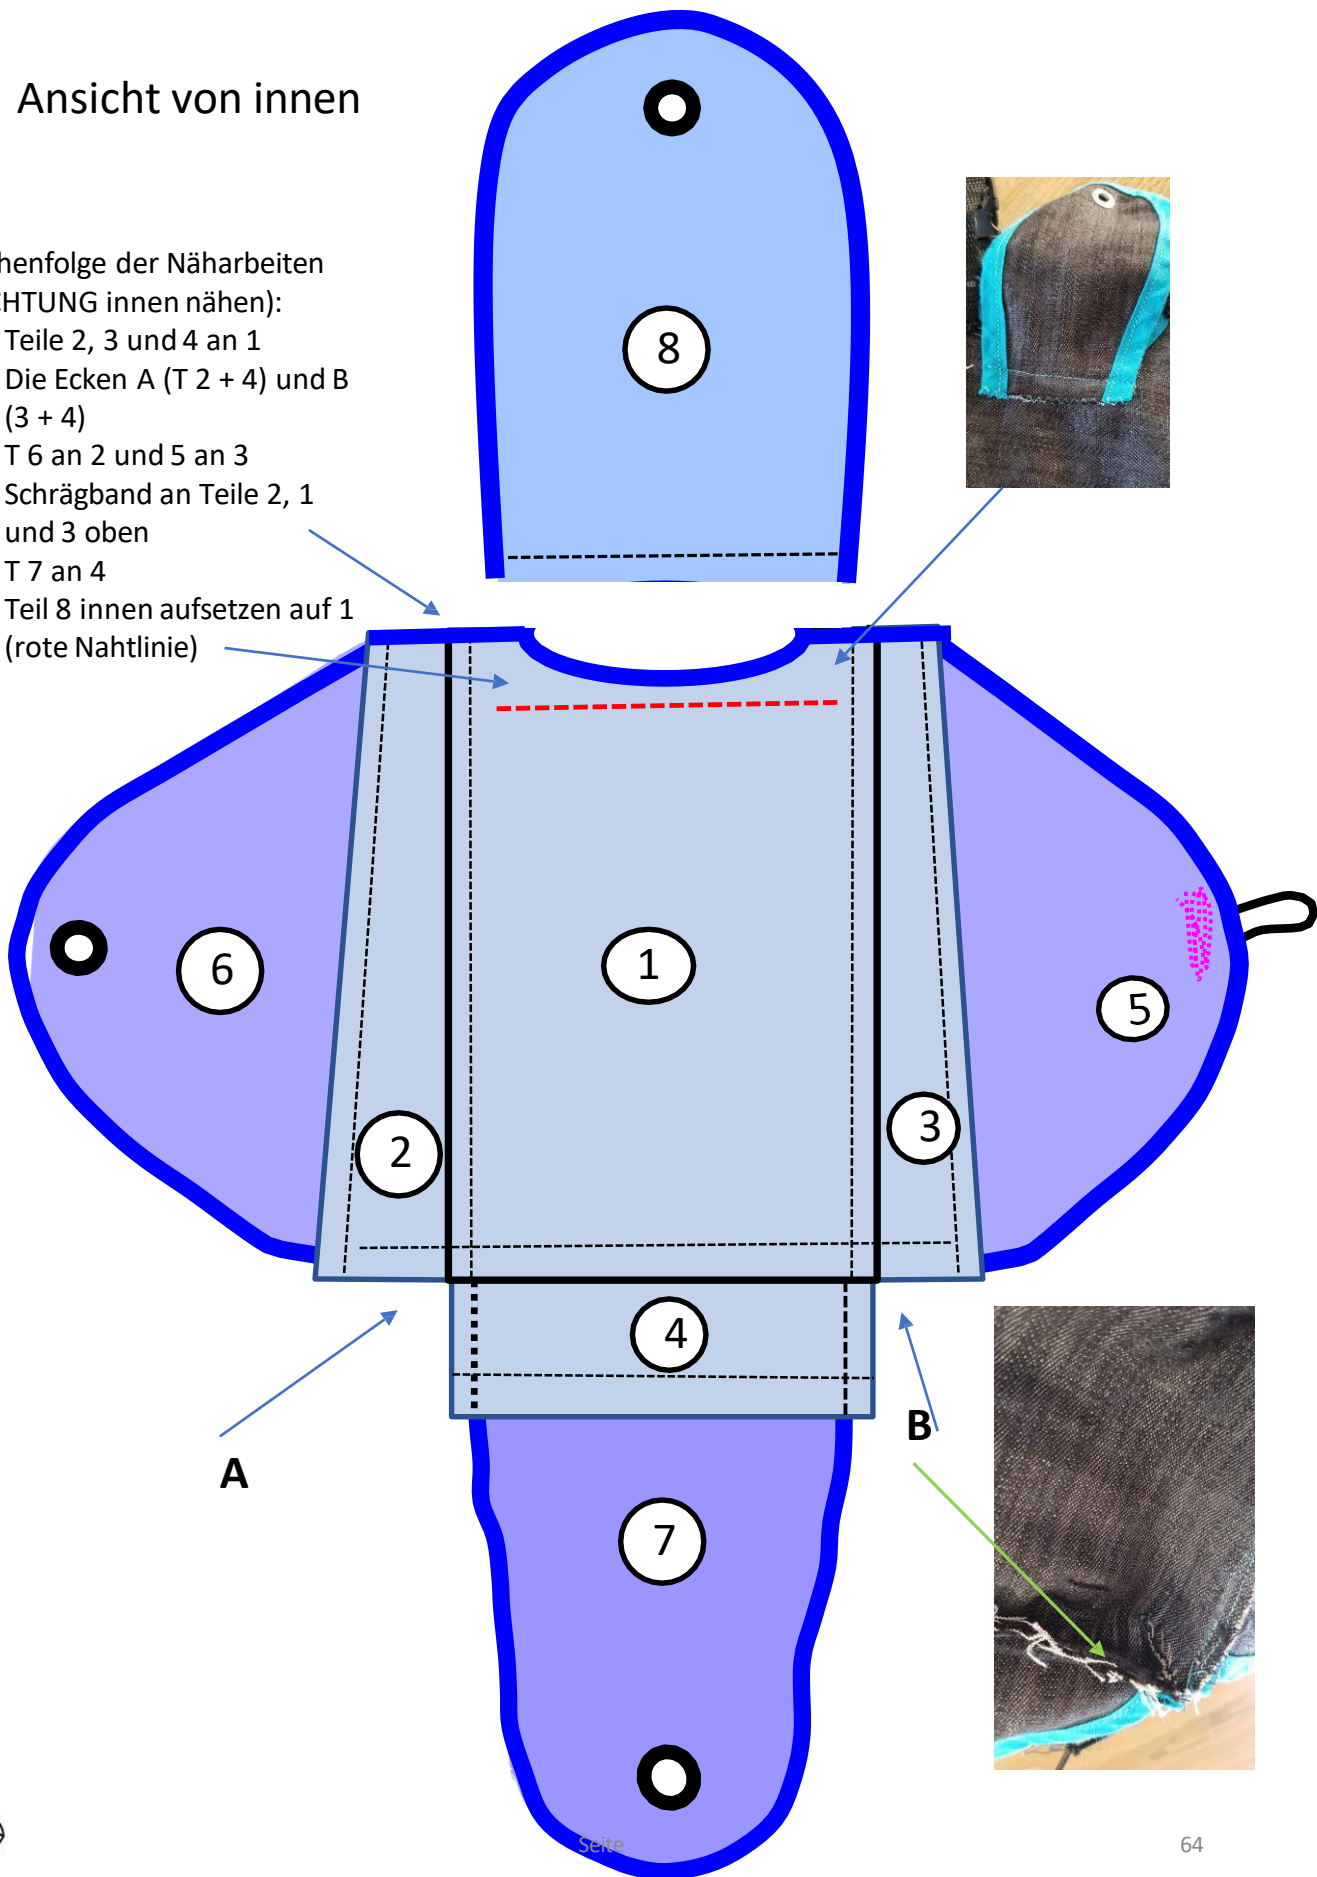 Ansicht von innen
henfolge der Näharbeiten
CHTUNG innen nähen):
Teile 2, 3 und 4 an 1
Die Ecken A (T 2 + 4) und B
(3 + 4)
T 6 an 2 und 5 an 3
Schrägband an Teile 2, 1
und 3 oben
T 7 an 4
Teil 8 innen aufsetzen auf 1
(rote Nahtlinie)
8
6
1
5
2
3
4
A
B
7
Seite
64